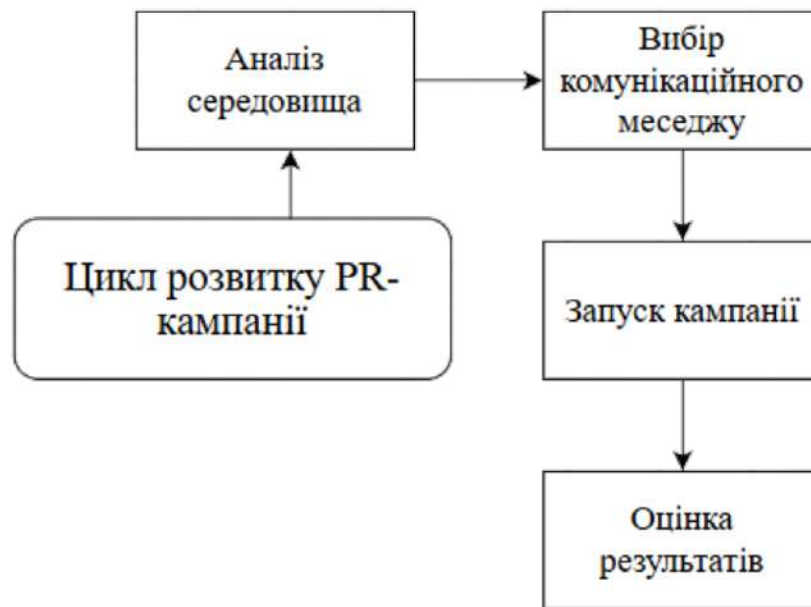 Аналіз
середовища
Вибір
комунікаційного
меседжу
Цикл розвитку PR-
кампанії
Запуск кампанії
Оцінка
результатів